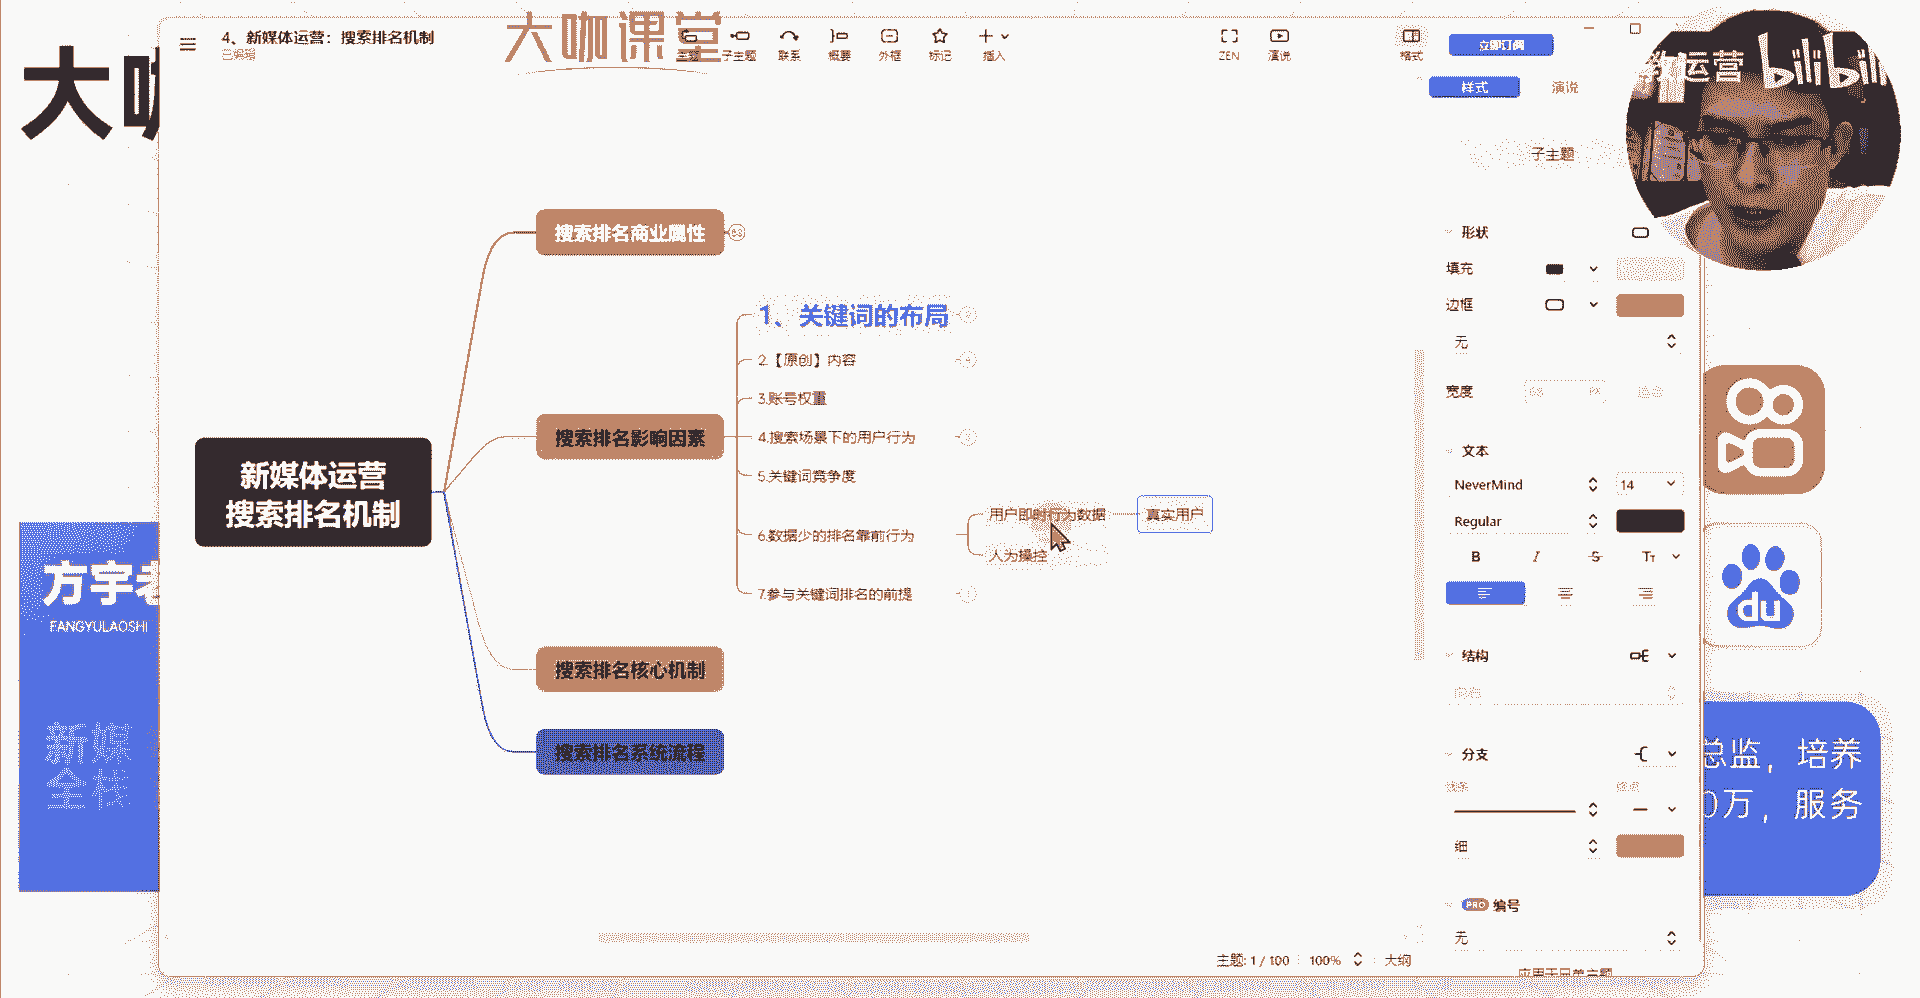 大咖课堂
4、新媒体运营：搜索排名机制
已编辑
主题
子主题
联系
概要
外框
标记
插入
ZEN
演说
格式
立即订阅
教运营 bilibili
大咖
样式
演说
子主题
搜索排名商业属性
形状
填充
边框
无
宽度
1、关键词的布局
2.【原创】内容
3.账号权重
4.搜索场景下的用户行为
5.关键词竞争度
6.数据少的排名靠前行为
7.参与关键词排名的前提
用户即时行为数据
真实用户
人为操控
搜索排名影响因素
新媒体运营
搜索排名机制
搜索排名核心机制
搜索排名系统流程
文本
NeverMind
14
Regular
B I S Tт
结构
分支
细
PRO 编号
无
du
方宇老
FANGYULAOSHI
新媒
全栈
总监，培养
0万，服务
主题: 1 / 100
100%
大纲